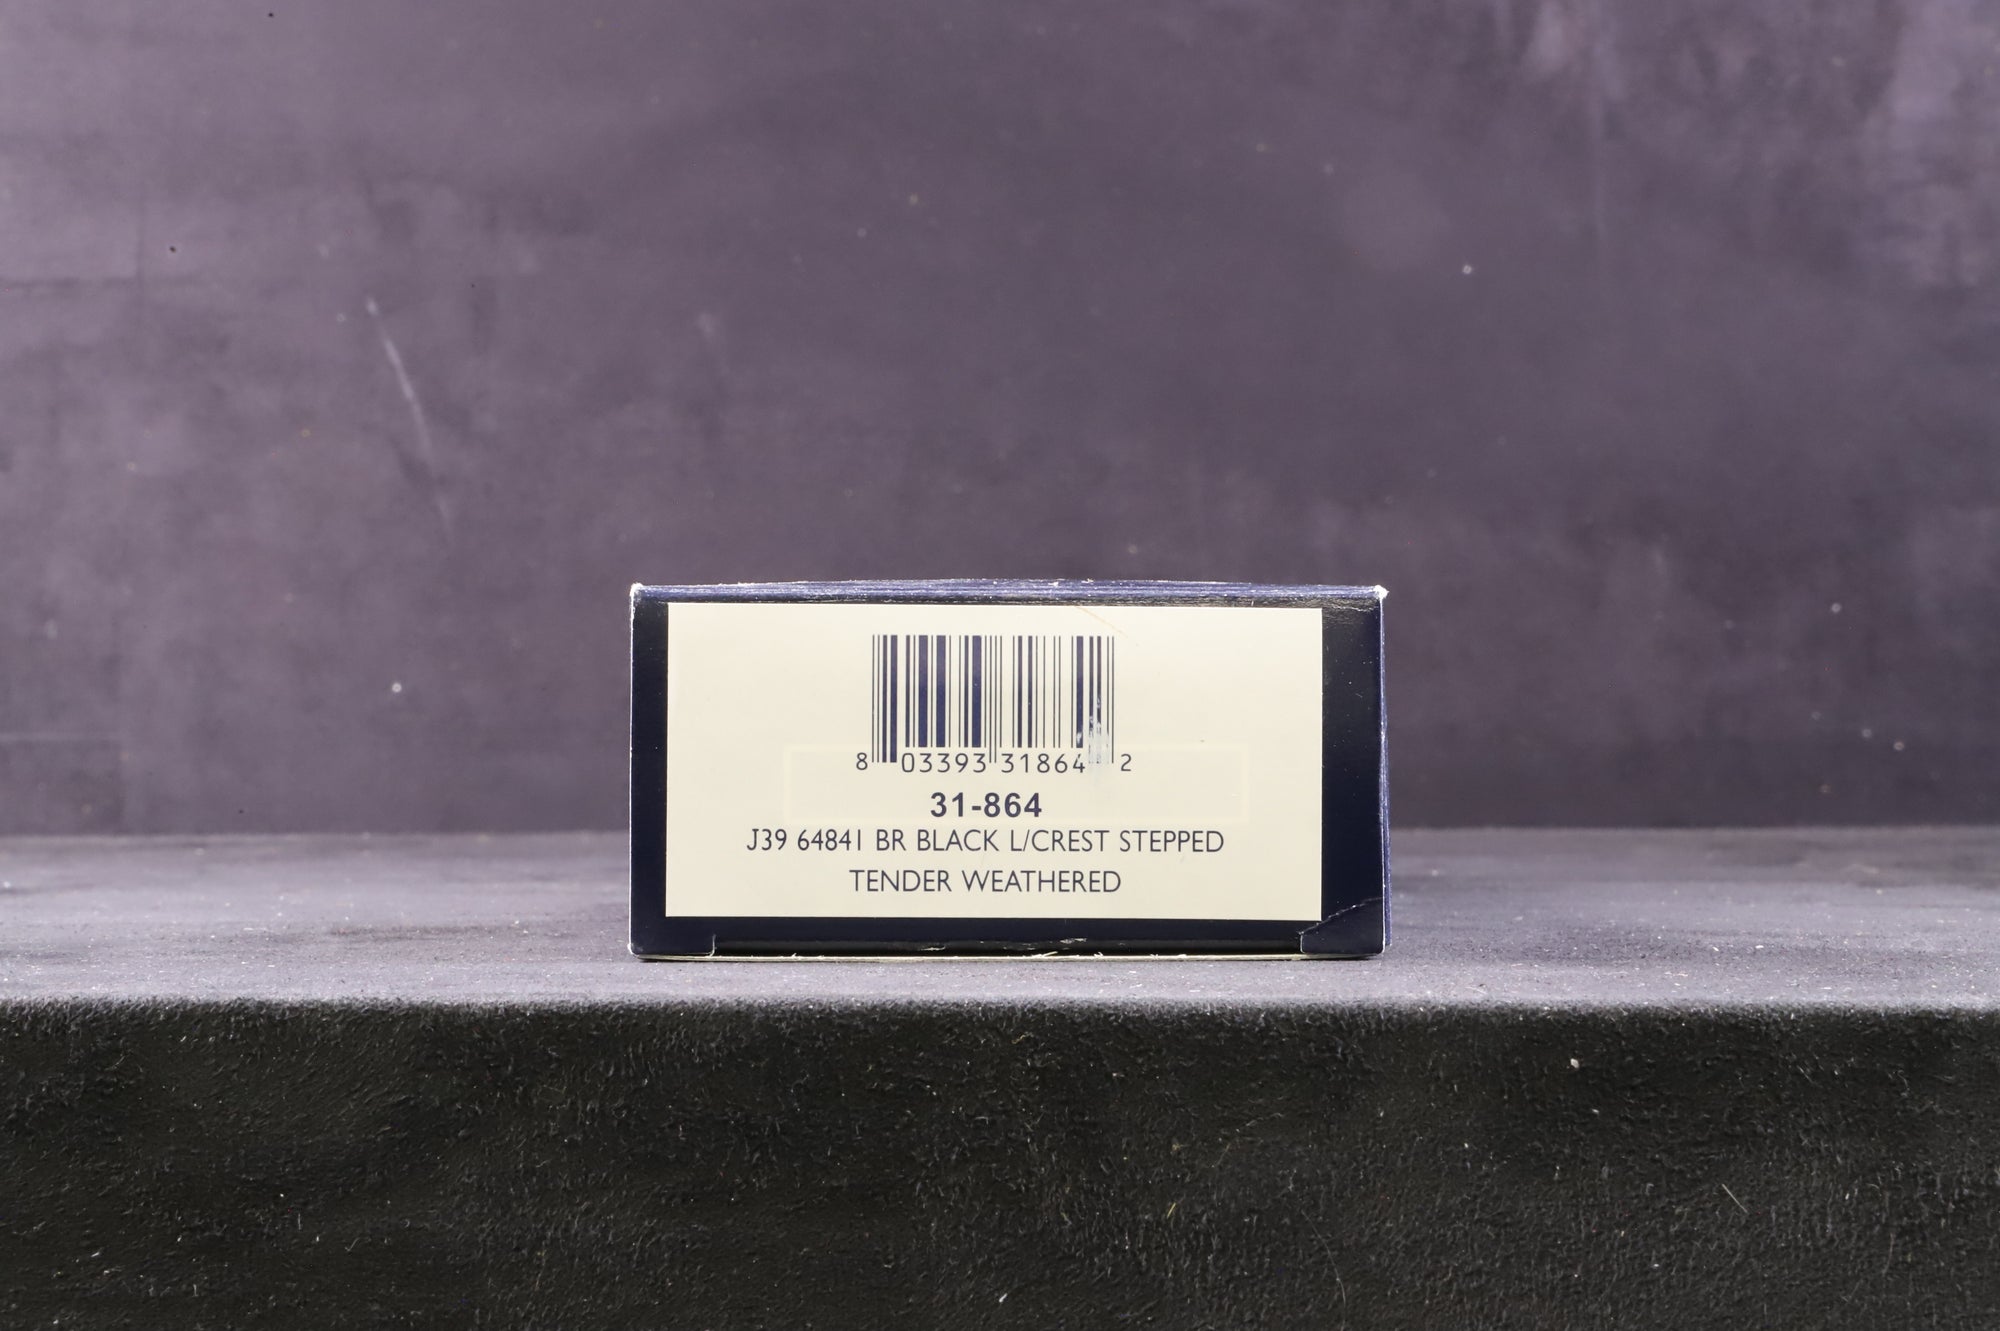 8 03393 31864 2
31-864
J39 64841 BR BLACK L/CREST STEPPED
TENDER WEATHERED